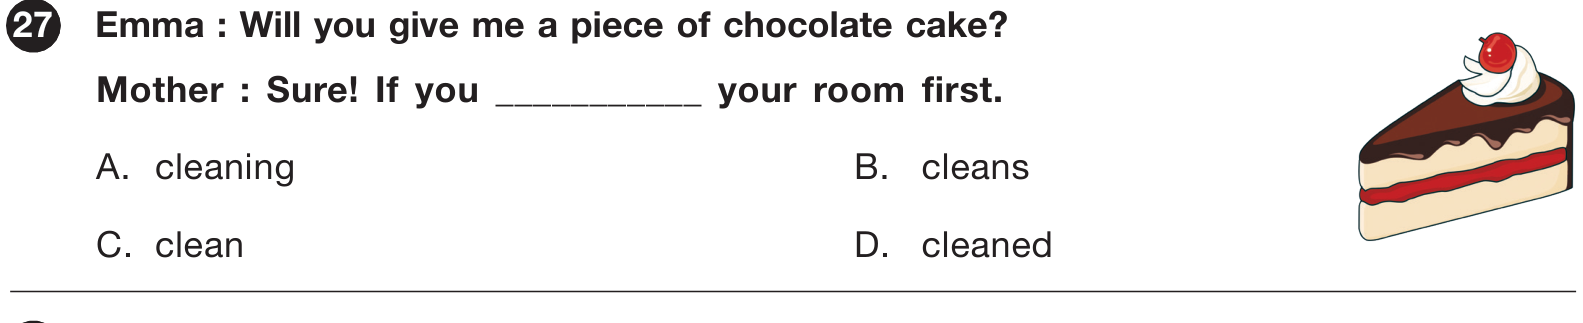 27 Emma : Will you give me a piece of chocolate cake?
Mother : Sure! If you ___________ your room first.
A. cleaning B. cleans
C. clean D. cleaned